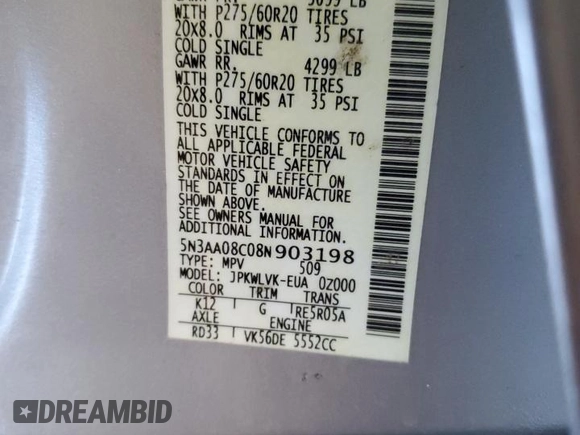 5099 LB
WITH P275/60R20 TIRES
20X8.0 RIMS AT 35 PSI
COLD SINGLE
GAWR RR. 4299 LB
WITH P275/60R20 TIRES
20X8.0 RIMS AT 35 PSI
COLD SINGLE
THIS VEHICLE CONFORMS TO
ALL APPLICABLE FEDERAL
MOTOR VEHICLE SAFETY
STANDARDS IN EFFECT ON
THE DATE OF MANUFACTURE
SHOWN ABOVE.
SEE OWNERS MANUAL FOR
ADDITIONAL INFORMATION.
5N3AA08C08N903198
TYPE: MPV 509
MODEL: JPKWLVK-EUA 0Z000
COLOR TRIM TRANS
K12 G RE5R05A
AXLE ENGINE
RD33 VK56DE 5552CC
DREAMBID